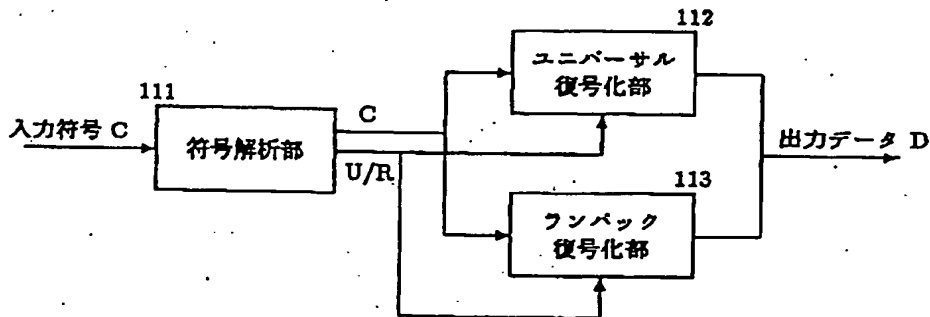 112
ユニバーサル
復号化部
111
入力符号 C
符号解析部
C
U/R
出力データ D
113
ランパック
復号化部